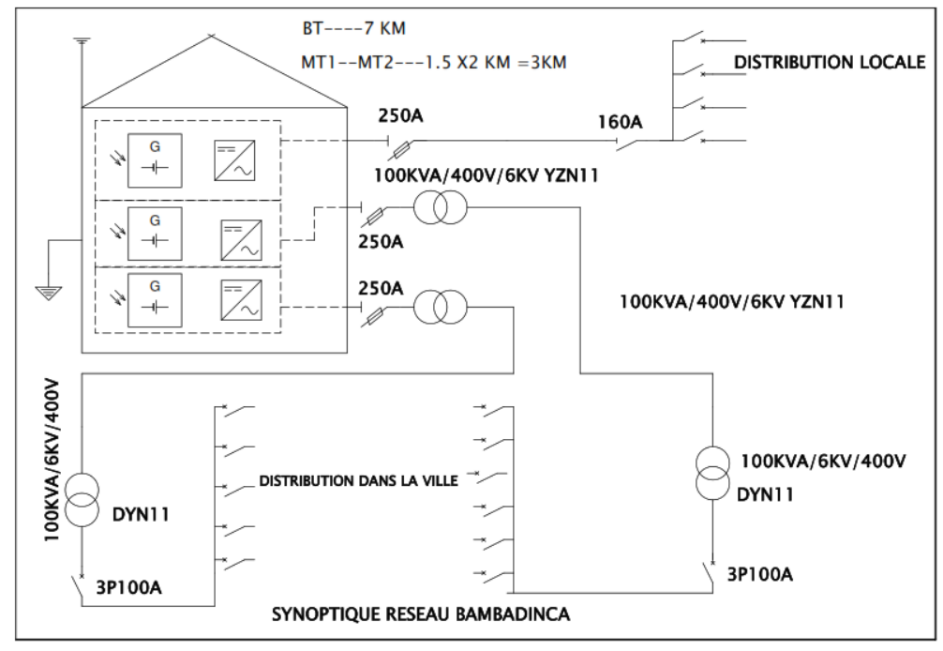 BT----7 KM
MT1--MT2---1.5 X2 KM =3KM
DISTRIBUTION LOCALE
250A
160A
G
100KVA/400V/6KV YZN11
G
250A
G
250A
100KVA/400V/6KV YZN11
100KVA/6KV/400V
DYN11
3P100A
DISTRIBUTION DANS LA VILLE
100KVA/6KV/400V
DYN11
3P100A
SYNOPTIQUE RESEAU BAMBADINCA